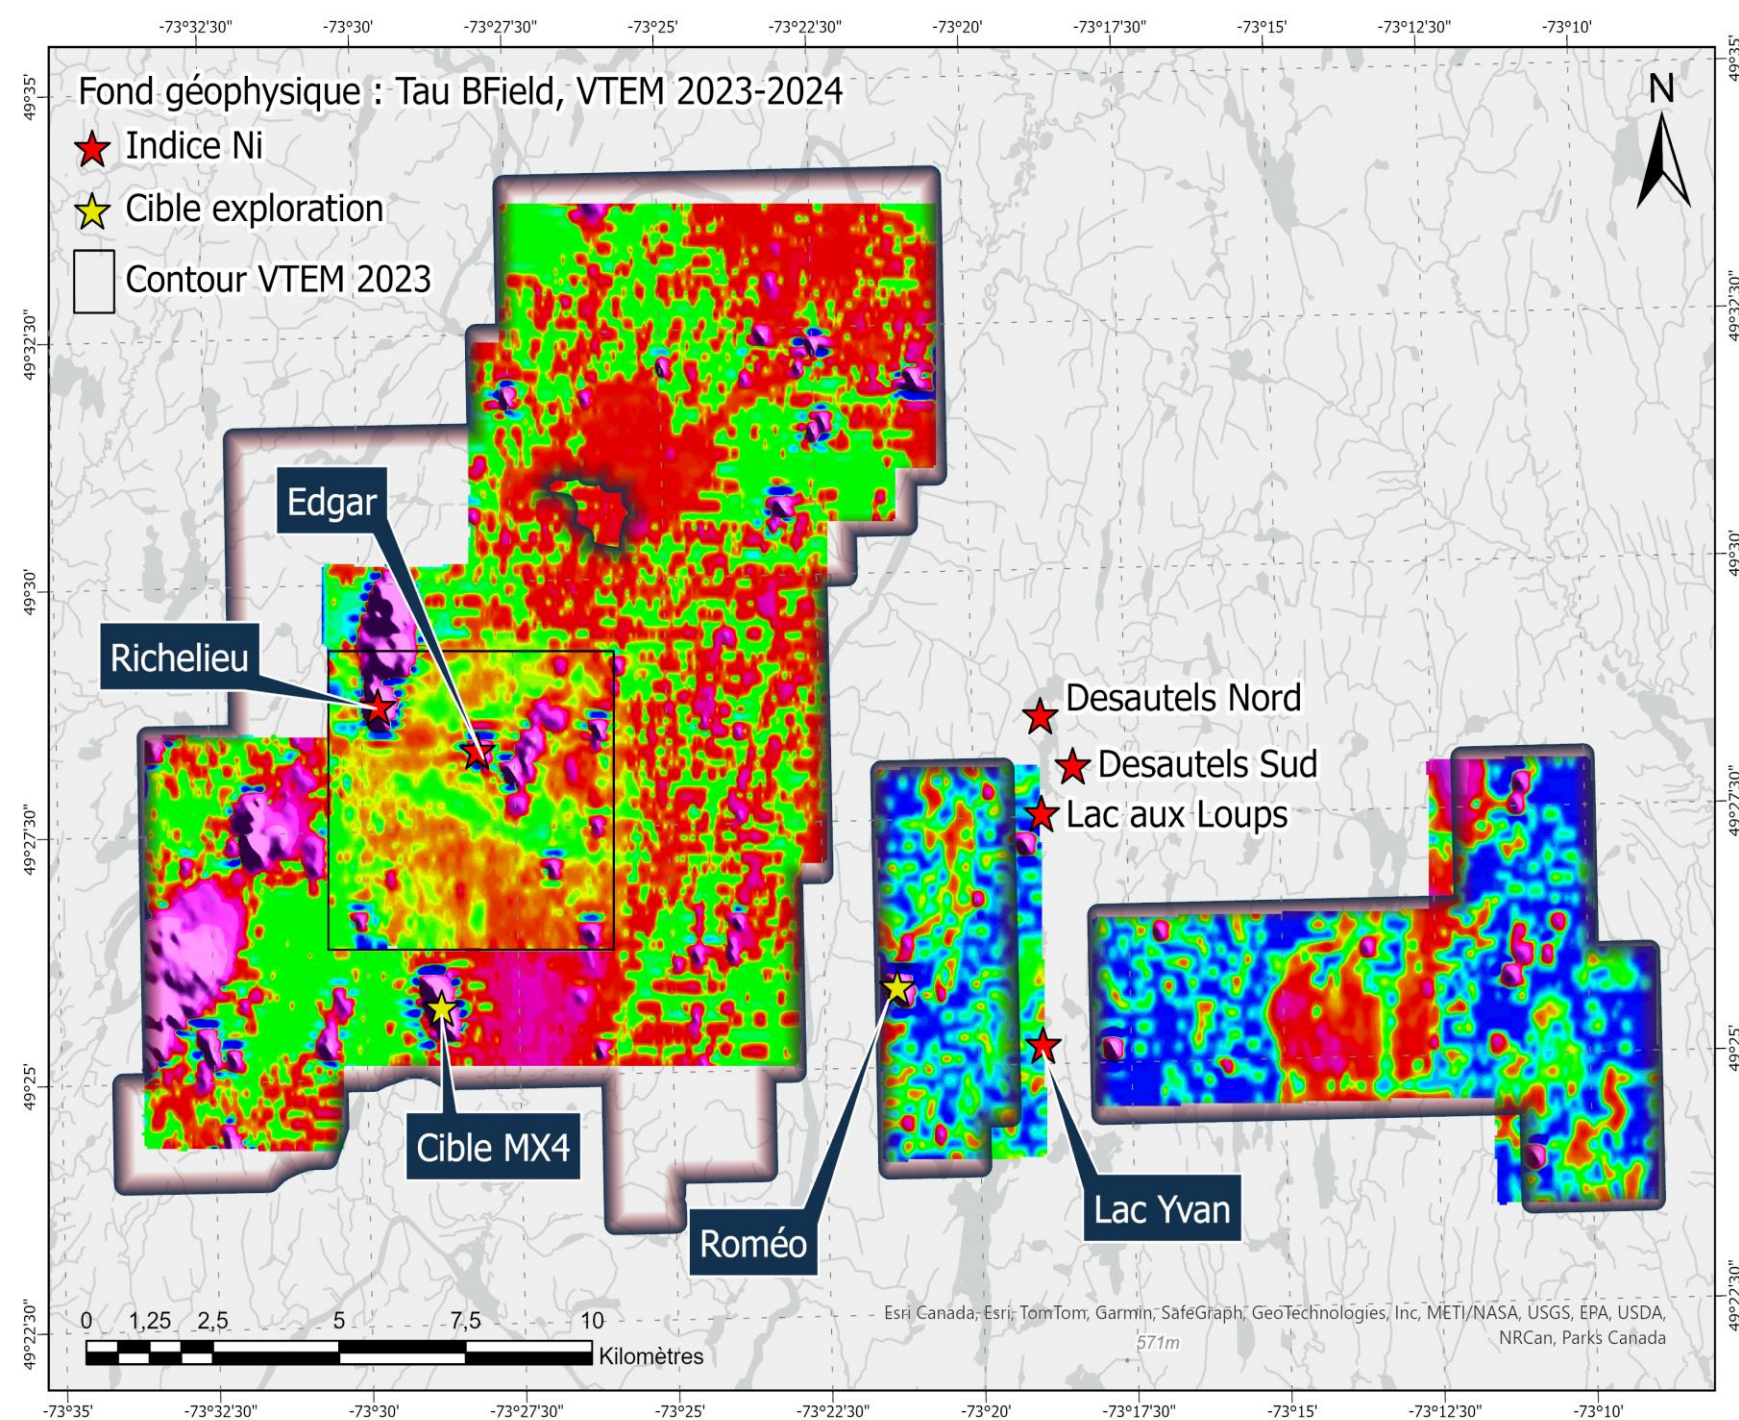 -73°32'30" -73°30' -73°27'30" -73°25' -73°22'30" -73°20' -73°17'30" -73°15' -73°12'30" -73°10'
Fond géophysique : Tau BField, VTEM 2023-2024
Indice Ni
Cible exploration
Contour VTEM 2023
N
49°35'
49°32'30"
49°30'
49°27'30"
49°25'
49°22'30"
49°35'
49°32'30"
49°30'
49°27'30"
49°25'
49°22'30"
Edgar
Richelieu
Desautels Nord
Desautels Sud
Lac aux Loups
Cible MX4
Roméo
Lac Yvan
0 1,25 2,5 5 7,5 10
Kilomètres
Esri Canada, Esri, TomTom, Garmin, SafeGraph, GeoTechnologies, Inc, METI/NASA, USGS, EPA, USDA,
NRCan, Parks Canada
571m
-73°35' -73°32'30" -73°30' -73°27'30" -73°25' -73°22'30" -73°20' -73°17'30" -73°15' -73°12'30" -73°10'